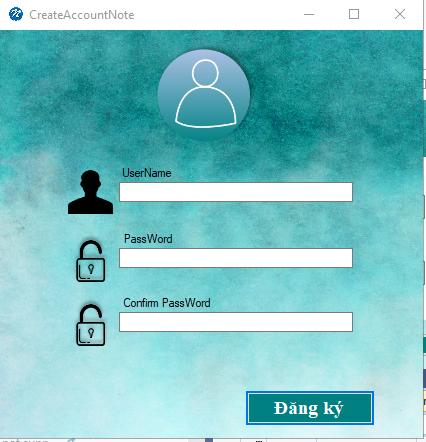 CreateAccountNote
UserName
PassWord
Confirm PassWord
Đăng ký